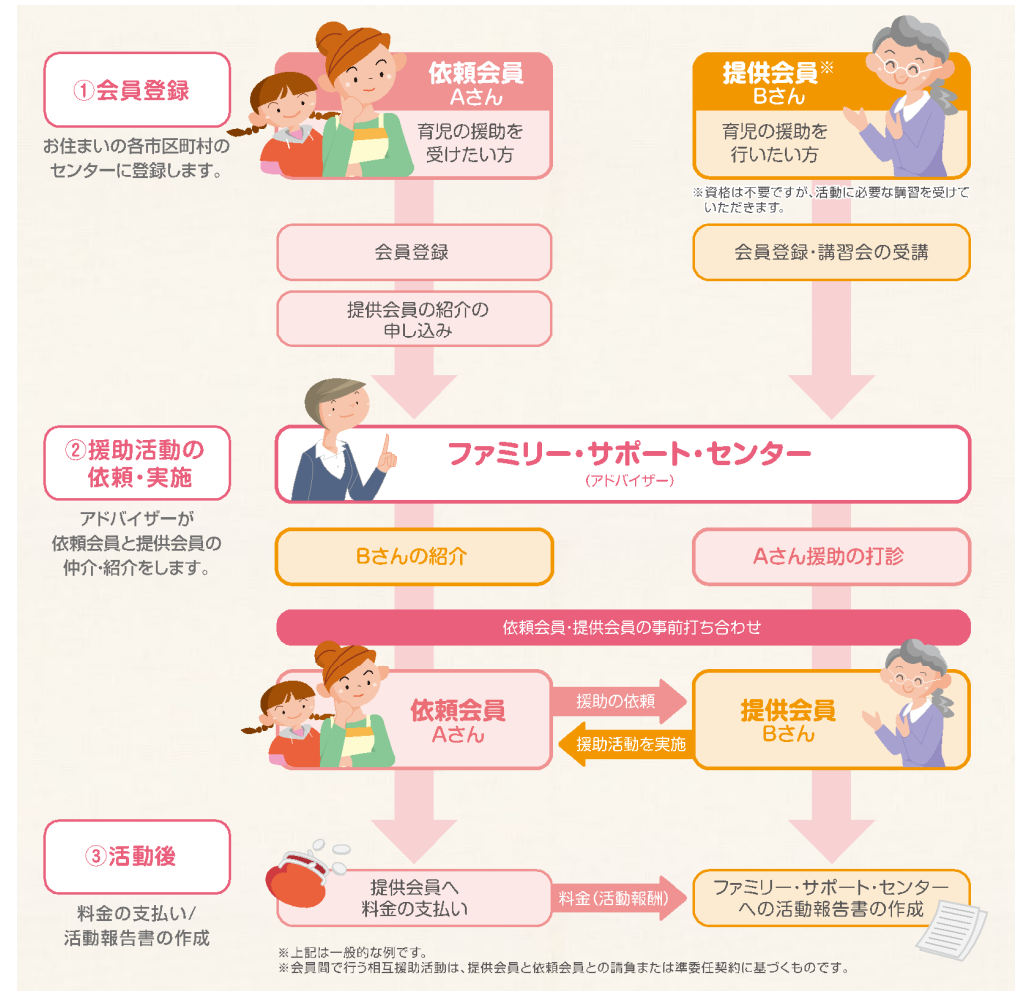 ①会員登録
お住まいの各市区町村の
センターに登録します。
依頼会員
Aさん
育児の援助を
受けたい方
提供会員※
Bさん
育児の援助を
行いたい方
※資格は不要ですが、活動に必要な講習を受けて
いただきます。
会員登録
提供会員の紹介の
申し込み
会員登録・講習会の受講
②援助活動の
依頼・実施
アドバイザーが
依頼会員と提供会員の
仲介・紹介をします。
ファミリー・サポート・センター
(アドバイザー)
Bさんの紹介
Aさん援助の打診
依頼会員・提供会員の事前打ち合わせ
依頼会員
Aさん
援助の依頼
援助活動を実施
提供会員
Bさん
③活動後
料金の支払い/
活動報告書の作成
提供会員へ
料金の支払い
料金(活動報酬)
ファミリー・サポート・センター
への活動報告書の作成
※上記は一般的な例です。
※会員間で行う相互援助活動は、提供会員と依頼会員との請負または準委任契約に基づくものです。